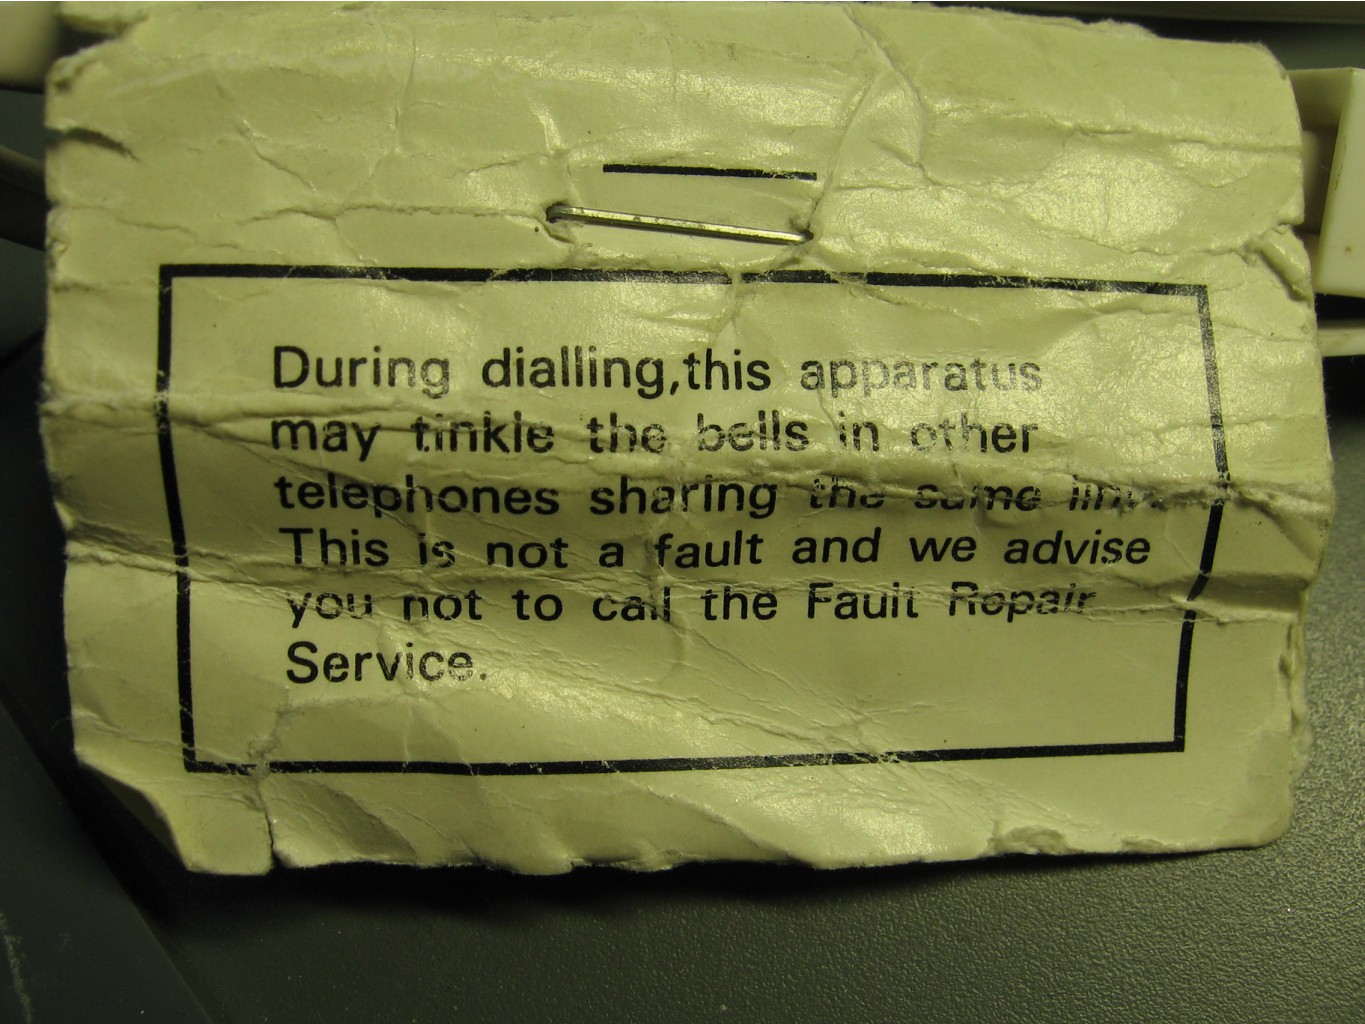 During dialling,this apparatus
may tinkle the bells in other
telephones sharing the same line.
This is not a fault and we advise
you not to call the Fault Repair
Service.